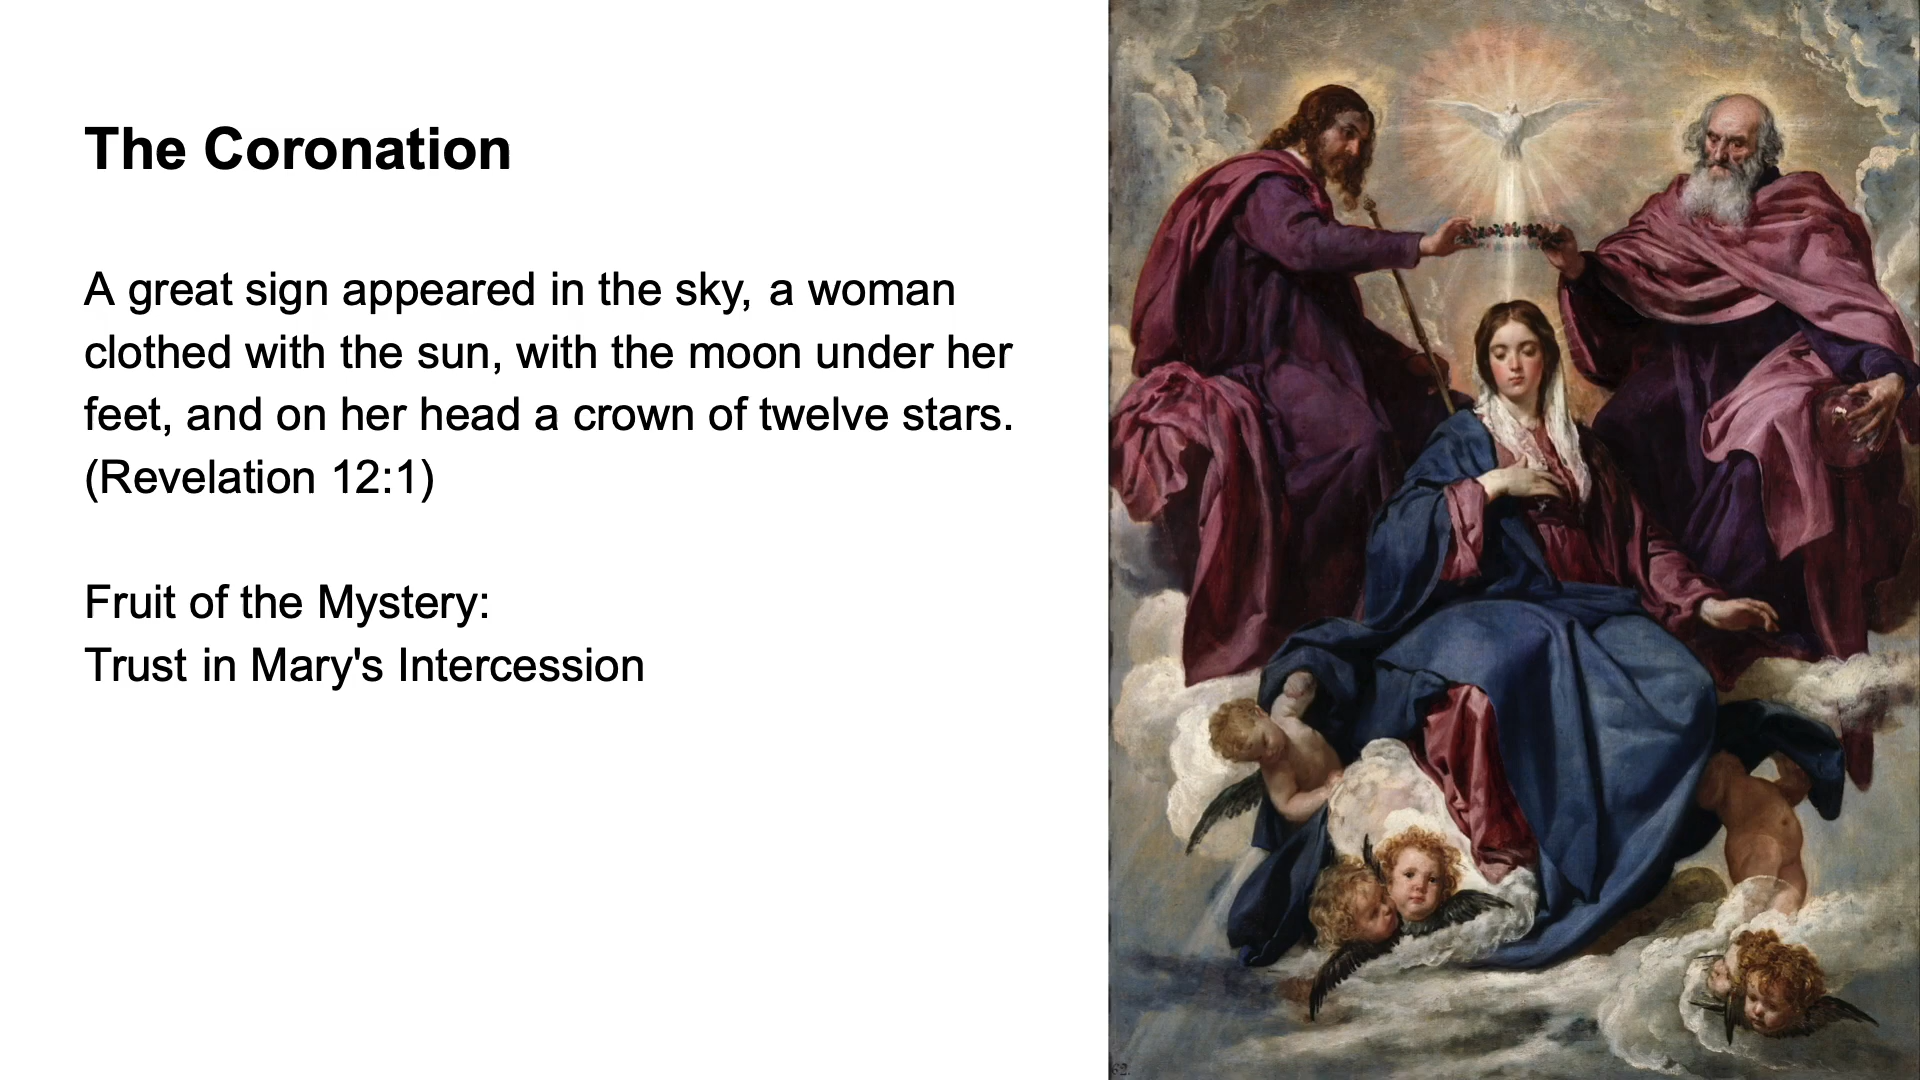 The Coronation
A great sign appeared in the sky, a woman
clothed with the sun, with the moon under her
feet, and on her head a crown of twelve stars.
(Revelation 12:1)
Fruit of the Mystery:
Trust in Mary's Intercession
62.